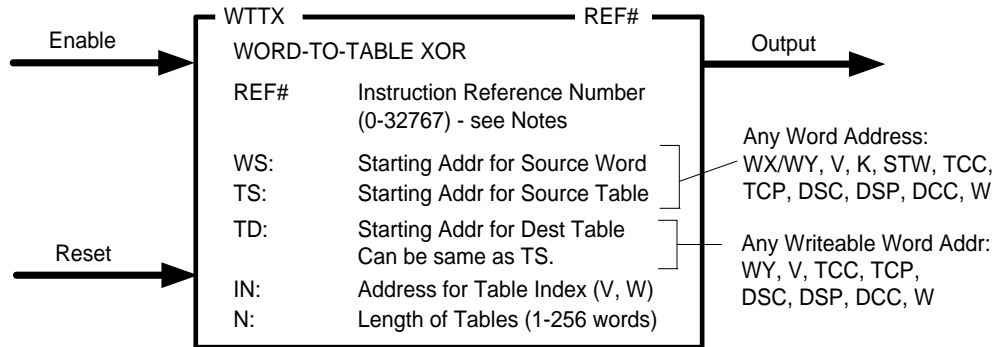 WTTX REF#
Enable
WORD-TO-TABLE XOR
Output
REF# Instruction Reference Number
(0-32767) - see Notes
WS: Starting Addr for Source Word
TS: Starting Addr for Source Table
Any Word Address:
WX/WY, V, K, STW, TCC,
TCP, DSC, DSP, DCC, W
TD: Starting Addr for Dest Table
Can be same as TS.
Reset
Any Writeable Word Addr:
WY, V, TCC, TCP,
DSC, DSP, DCC, W
IN: Address for Table Index (V, W)
N: Length of Tables (1-256 words)